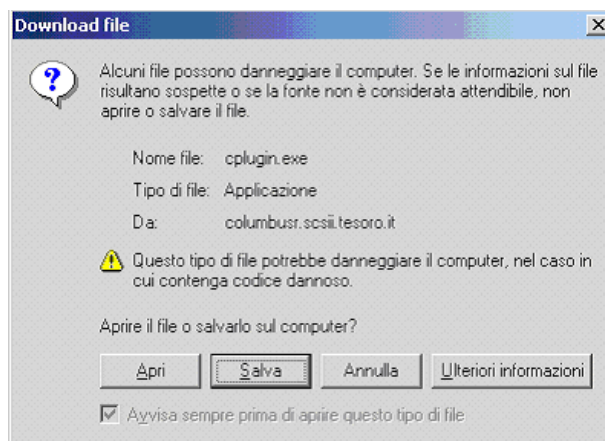 Download file
Alcuni file possono danneggiare il computer. Se le informazioni sul file
risultano sospette o se la fonte non è considerata attendibile, non
aprire o salvare il file.
Nome file: cplugin.exe
Tipo di file: Applicazione
Da: columbusr.scsii.tesoro.it
Questo tipo di file potrebbe danneggiare il computer, nel caso in
cui contenga codice dannoso.
Aprire il file o salvarlo sul computer?
Apri Salva Annulla Ulteriori informazioni
Avvisa sempre prima di aprire questo tipo di file